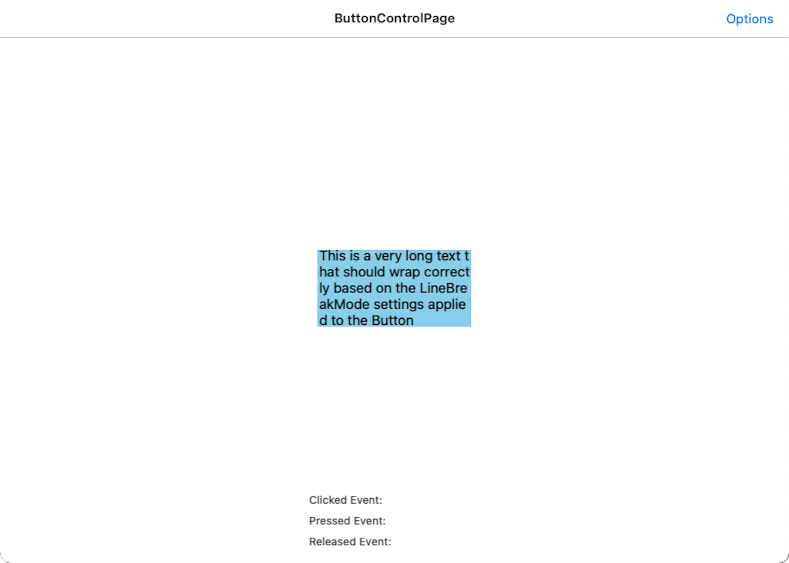 ButtonControlPage
Options
This is a very long text t
hat should wrap correct
ly based on the LineBre
akMode settings applie
d to the Button
Clicked Event:
Pressed Event:
Released Event: